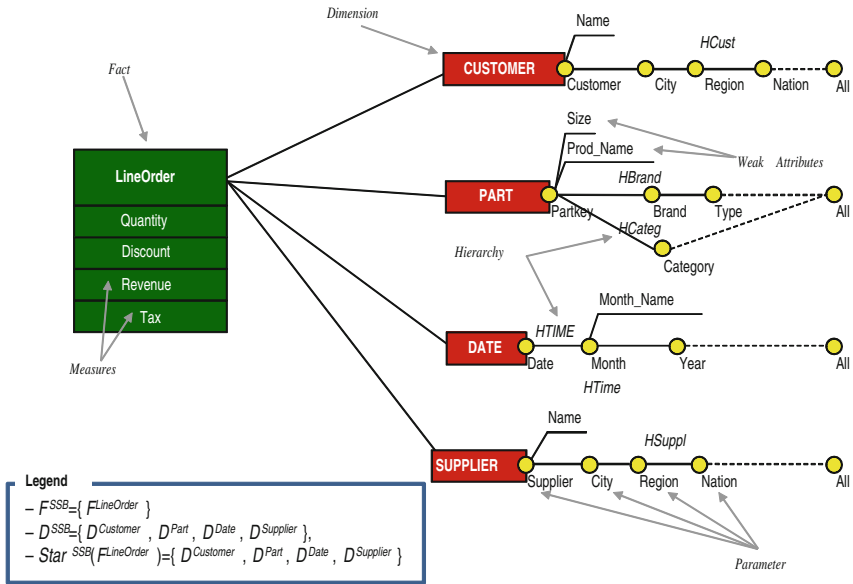 Dimension
Name
HCust
Fact
CUSTOMER
Customer
City
Region
Nation
All
Size
Prod_Name
Weak Attributes
LineOrder
Quantity
Discount
Revenue
Tax
HBrand
PART
Partkey
Brand
Type
All
HCateg
Category
Hierarchy
Month_Name
HTIME
DATE
Date
Month
Year
All
HTime
Measures
Name
HSuppl
SUPPLIER
Supplier
City
Region
Nation
All
Parameter
Legend
– F^SSB={ F^LineOrder }
– D^SSB={ D^Customer , D^Part, D^Date, D^Supplier },
– Star ^SSB(F^LineOrder )={ D^Customer , D^Part, D^Date, D^Supplier }